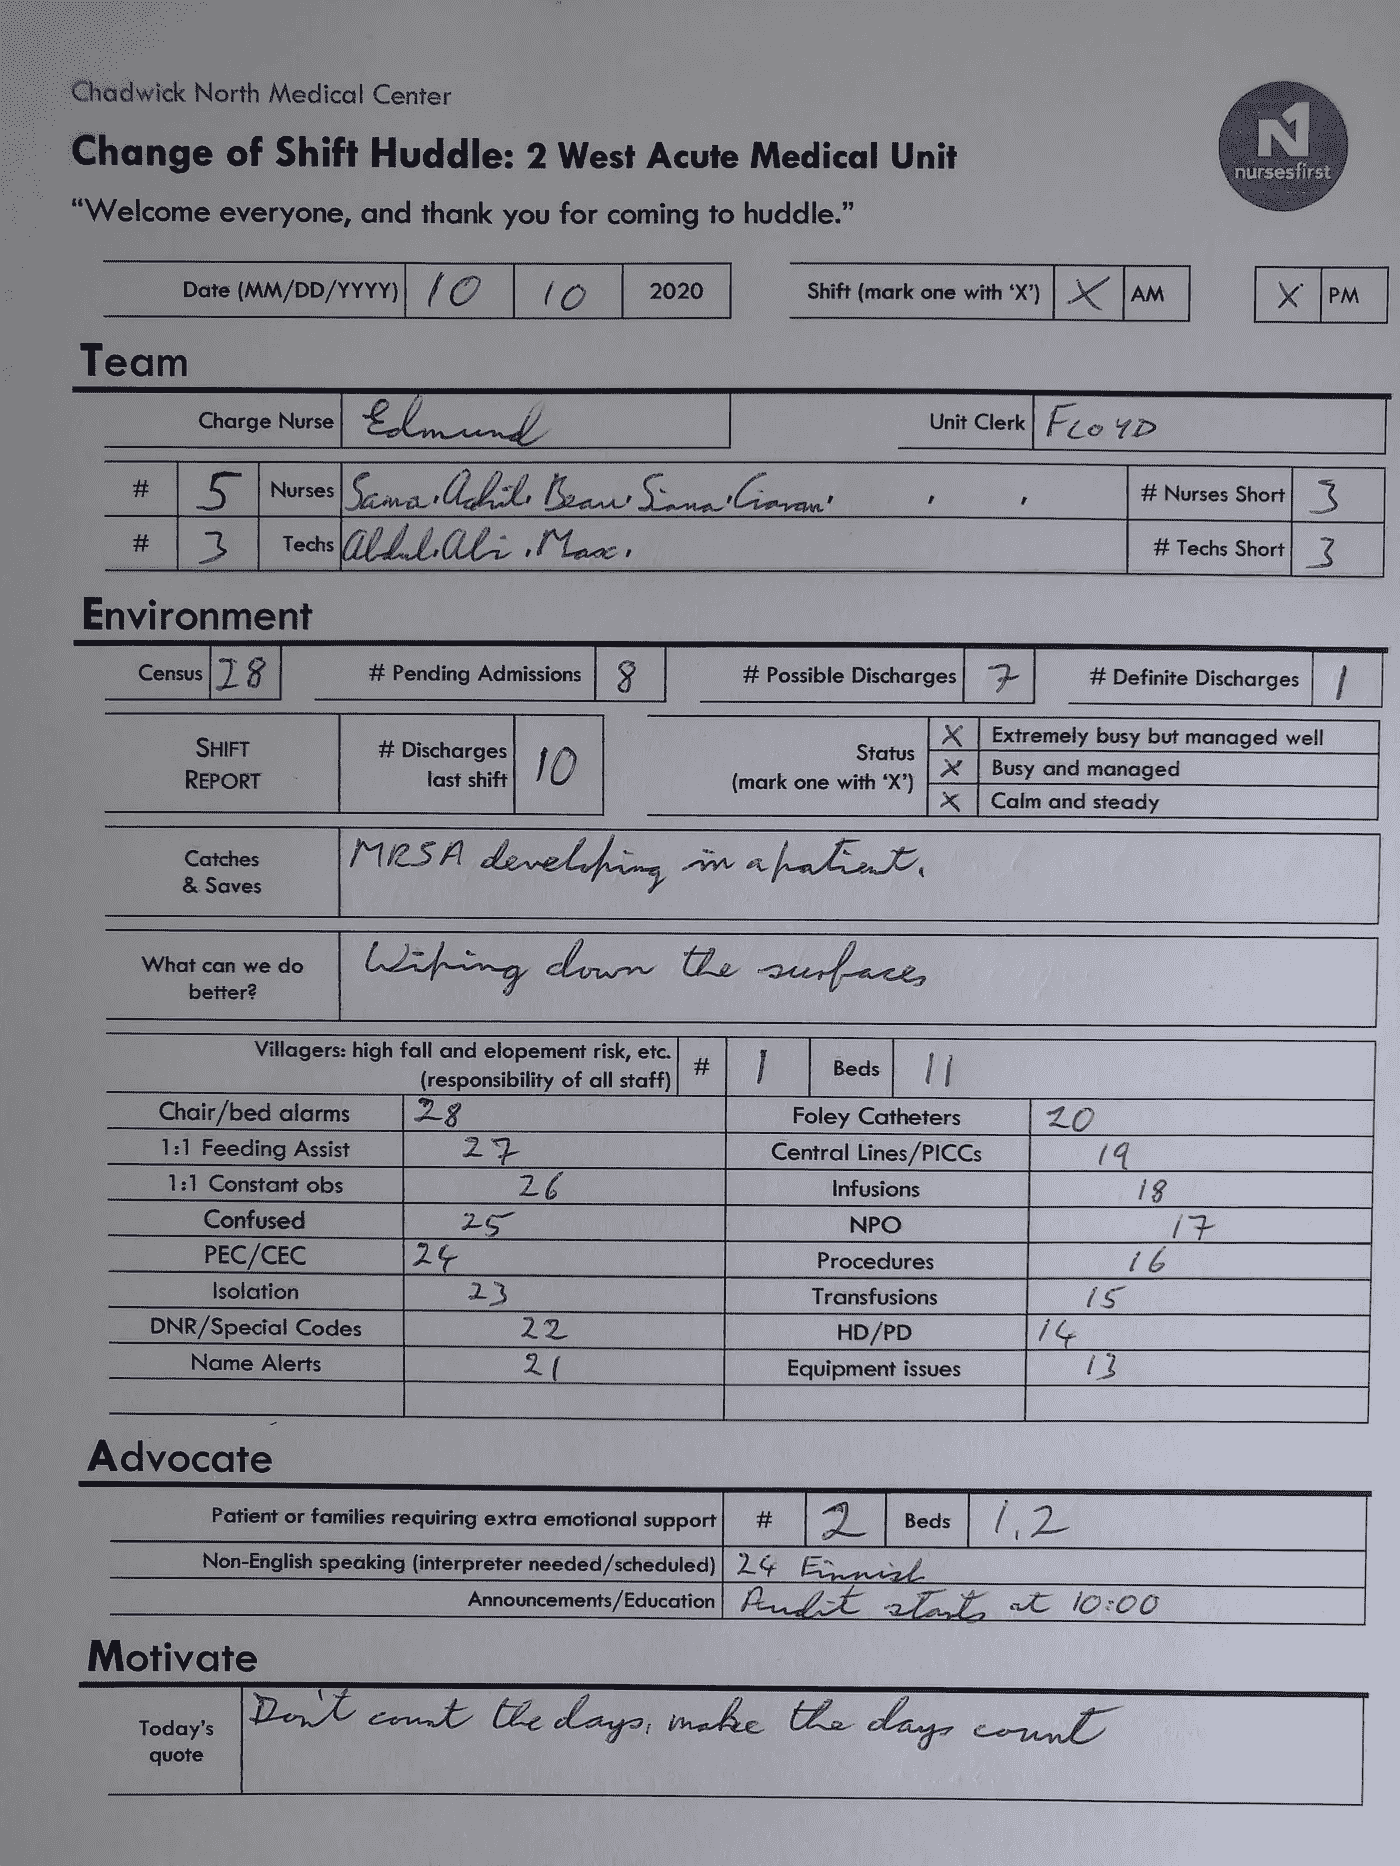 Chadwick North Medical Center
N1
nursesfirst
Change of Shift Huddle: 2 West Acute Medical Unit
“Welcome everyone, and thank you for coming to huddle.”
Date (MM/DD/YYYY) 10 10 2020 Shift (mark one with ‘X’) X AM X PM
Team
Charge Nurse Edmund Unit Clerk FLOYD
# 5 Nurses Sama, Adhil, Beau, Siana, Ciaran, , , # Nurses Short 3
# 3 Techs Abdul, Ali, Max, # Techs Short 3
Environment
Census 28 # Pending Admissions 8 # Possible Discharges 7 # Definite Discharges 1
SHIFT REPORT # Discharges last shift 10 Status (mark one with ‘X’)
X Extremely busy but managed well
X Busy and managed
X Calm and steady
Catches & Saves MRSA developing in a patient.
What can we do better? Wiping down the surfaces
Villagers: high fall and elopement risk, etc. (responsibility of all staff) # 1 Beds 11
Chair/bed alarms 28 Foley Catheters 20
1:1 Feeding Assist 27 Central Lines/PICCs 19
1:1 Constant obs 26 Infusions 18
Confused 25 NPO 17
PEC/CEC 24 Procedures 16
Isolation 23 Transfusions 15
DNR/Special Codes 22 HD/PD 14
Name Alerts 21 Equipment issues 13
Advocate
Patient or families requiring extra emotional support # 2 Beds 1, 2
Non-English speaking (interpreter needed/scheduled) 24 Finnish
Announcements/Education Audit starts at 10:00
Motivate
Today’s quote Don't count the days, make the days count